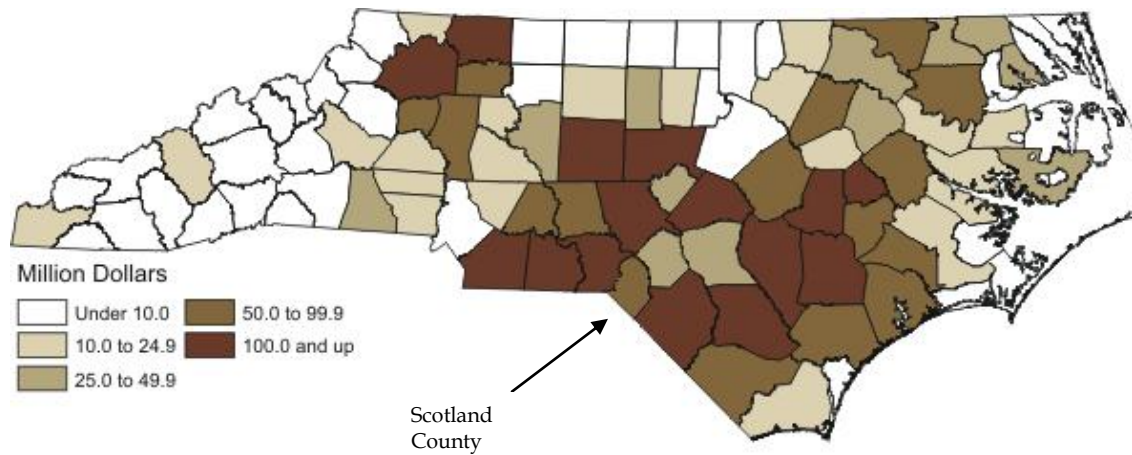 Million Dollars
Under 10.0
50.0 to 99.9
10.0 to 24.9
100.0 and up
25.0 to 49.9
Scotland
County